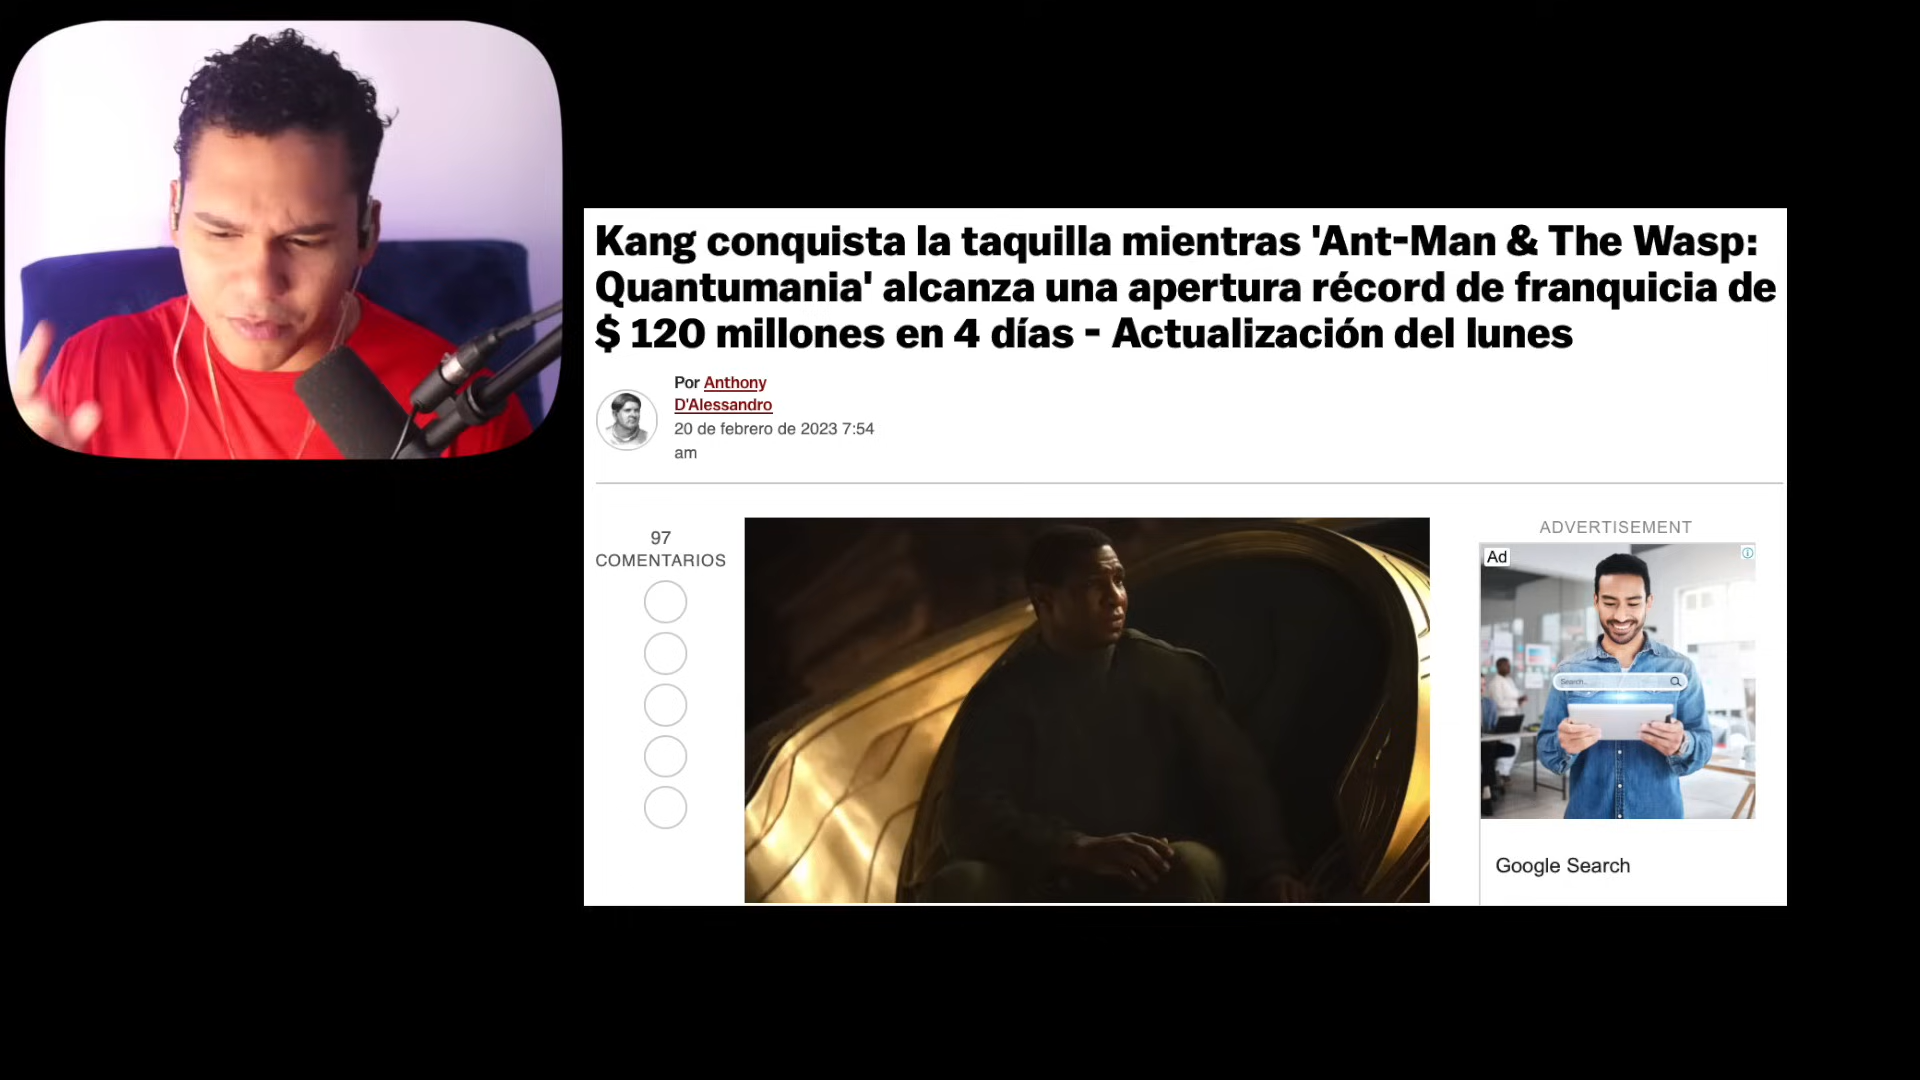 Kang conquista la taquilla mientras 'Ant-Man & The Wasp:
Quantumania' alcanza una apertura récord de franquicia de
$ 120 millones en 4 días - Actualización del lunes
Por Anthony
D'Alessandro
20 de febrero de 2023 7:54
am
97
COMENTARIOS
ADVERTISEMENT
Ad
Search..
Google Search